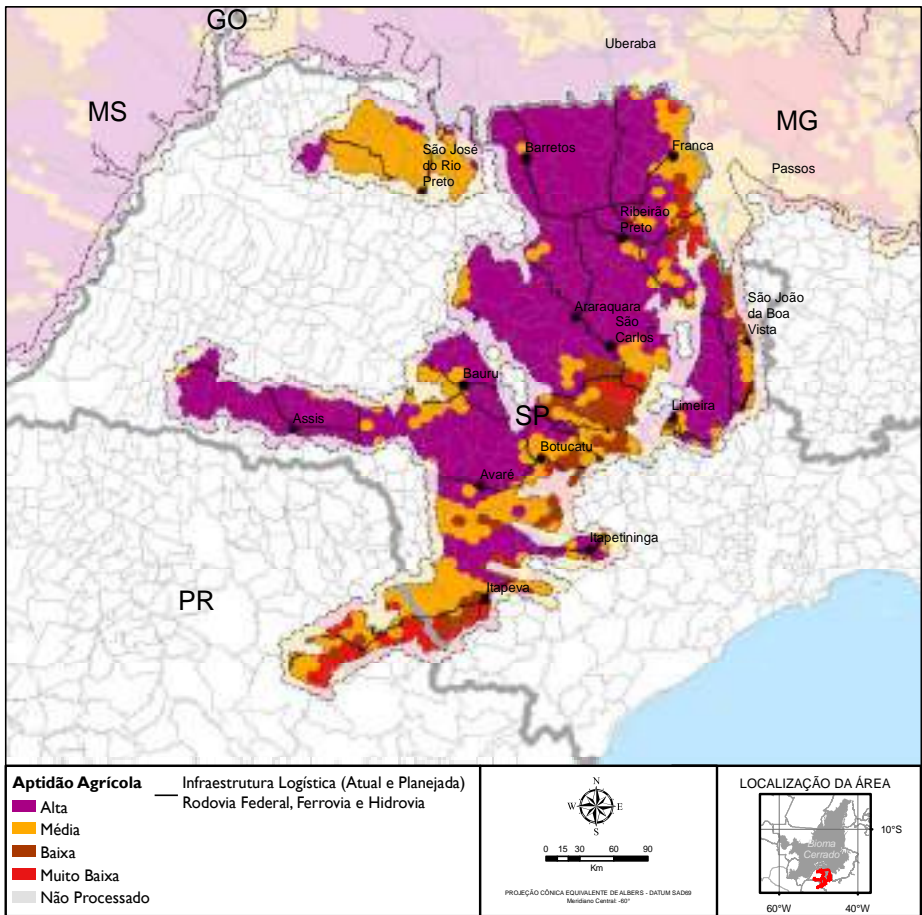 GO
Uberaba
MS
MG
São José
do Rio
Preto
Barretos
Franca
Passos
Ribeirão
Preto
Araraquara
São
Carlos
São João
da Boa
Vista
Bauru
SP
Limeira
Assis
Botucatu
Avaré
Itapetininga
PR
Itapeva
Aptidão Agrícola
Alta
Média
Baixa
Muito Baixa
Não Processado
Infraestrutura Logística (Atual e Planejada)
Rodovia Federal, Ferrovia e Hidrovia
N
W E
S
0 15 30 60 90
Km
PROJEÇÃO CÔNICA EQUIVALENTE DE ALBERS - DATUM SAD69
Meridiano Central: -60°
LOCALIZAÇÃO DA ÁREA
10°S
Bioma
Cerrado
60°W 40°W